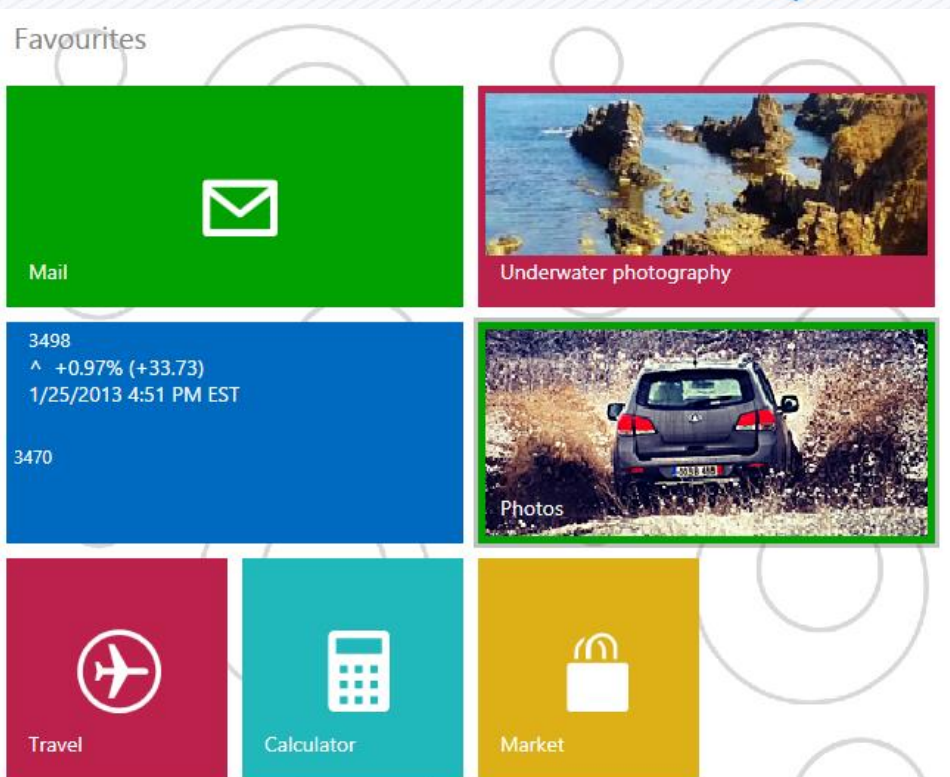 Favourites
Mail
Underwater photography
3498
^ +0.97% (+33.73)
1/25/2013 4:51 PM EST
3470
Photos
Travel
Calculator
Market